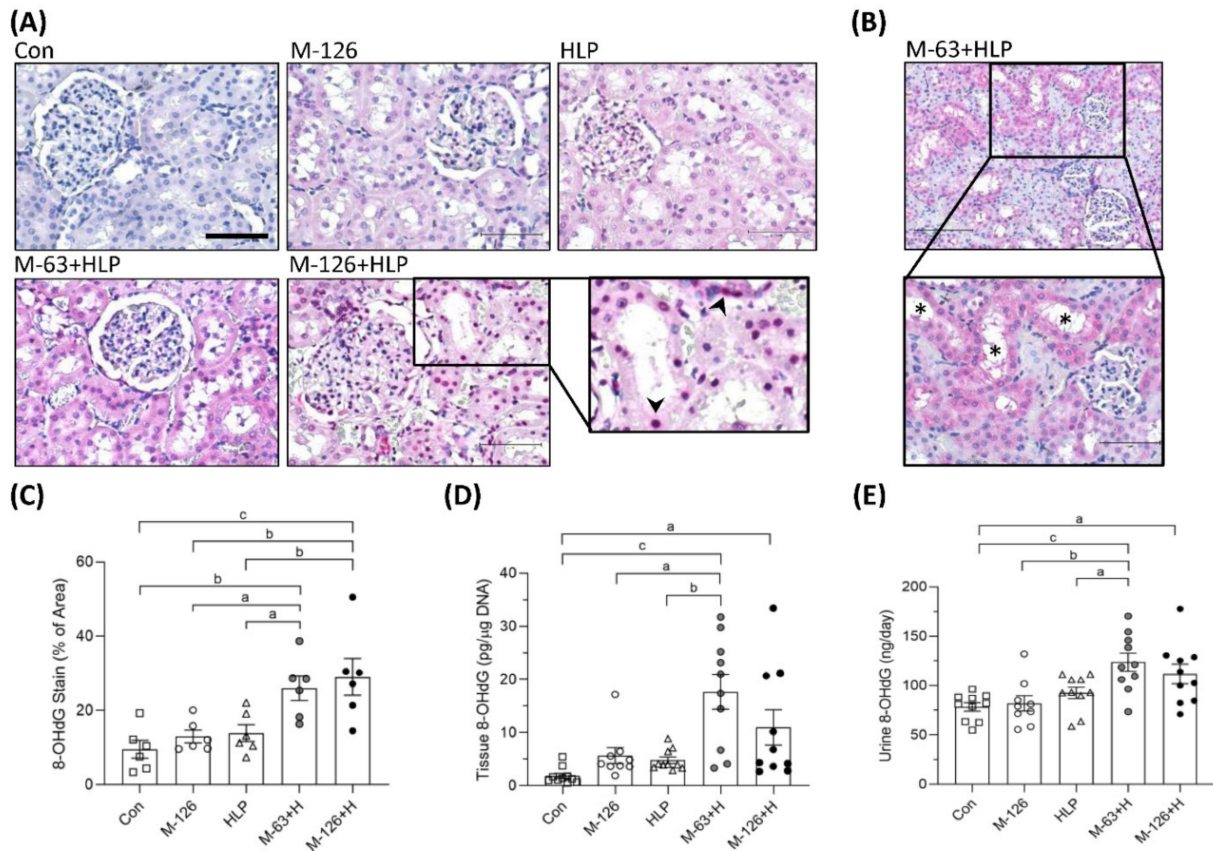 (A)
Con
M-126
HLP
M-63+HLP
M-126+HLP
(B)
M-63+HLP
*
*
*
(C)
c
b
b
b
a
a
8-OHdG Stain (% of Area)
60
40
20
0
Con
M-126
HLP
M-63+H
M-126+H
(D)
a
c
a
b
Tissue 8-OHdG (pg/μg DNA)
40
30
20
10
0
Con
M-126
HLP
M-63+H
M-126+H
(E)
a
c
b
a
Urine 8-OHdG (ng/day)
200
150
100
50
0
Con
M-126
HLP
M-63+H
M-126+H